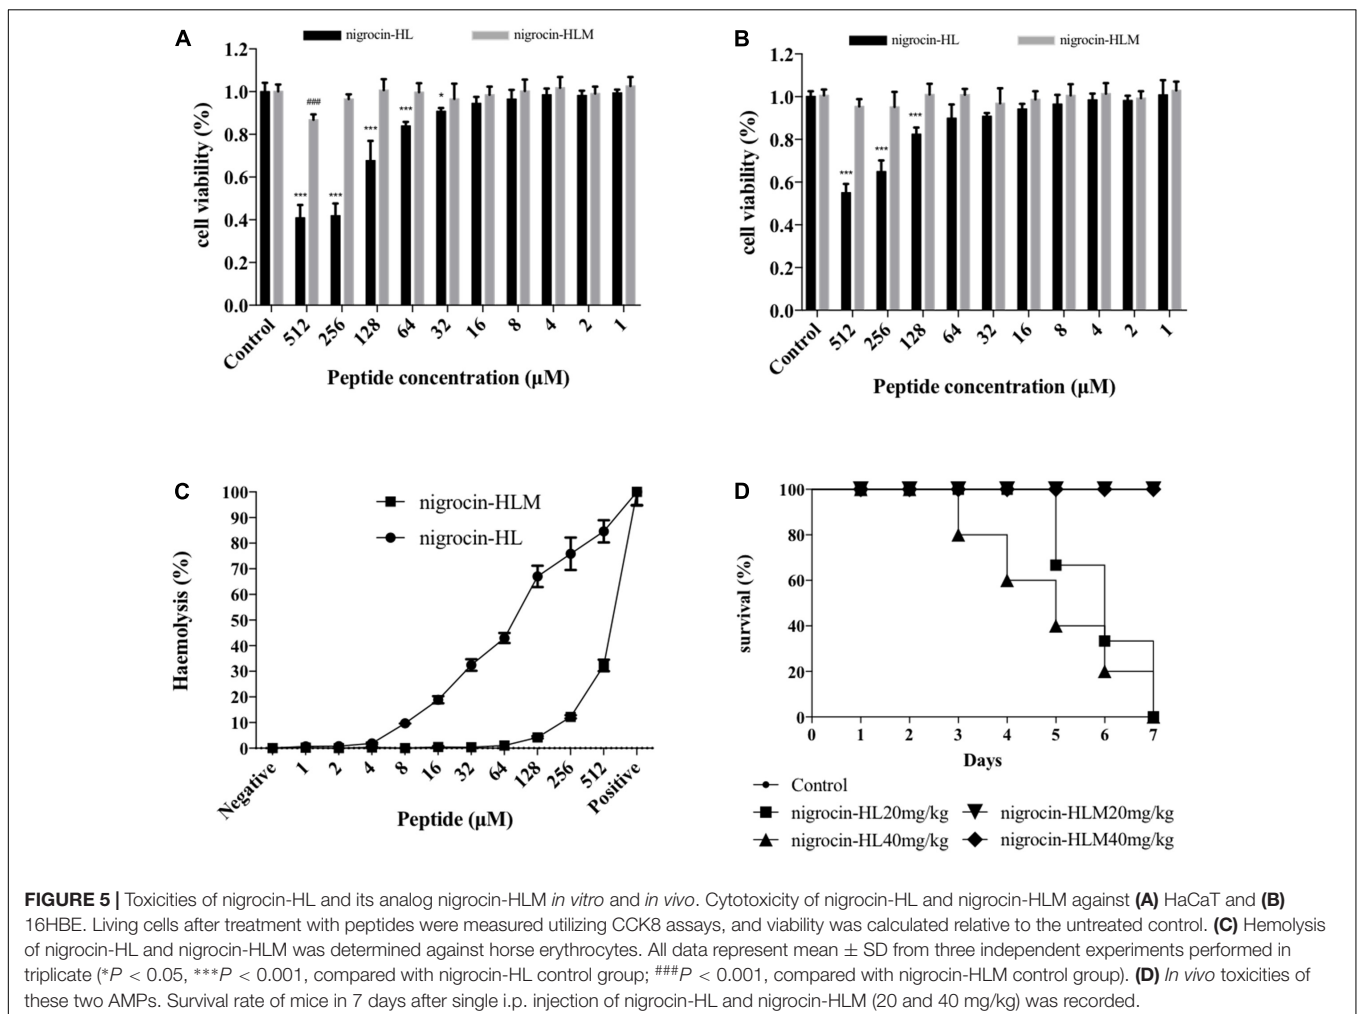 A
nigrocin-HL nigrocin-HLM
1.2
1.0
0.8
0.6
0.4
0.2
0.0
cell viability (%)
###
*** *** *** *** *
Control 512 256 128 64 32 16 8 4 2 1
Peptide concentration (µM)
B
nigrocin-HL nigrocin-HLM
1.2
1.0
0.8
0.6
0.4
0.2
0.0
cell viability (%)
*** *** ***
Control 512 256 128 64 32 16 8 4 2 1
Peptide concentration (µM)
C
nigrocin-HLM
nigrocin-HL
100
90
80
70
60
50
40
30
20
10
0
Haemolysis (%)
Negative 1 2 4 8 16 32 64 128 256 512 Positive
Peptide (µM)
D
100
80
60
40
20
0
survival (%)
0 1 2 3 4 5 6 7
Days
Control
nigrocin-HL20mg/kg nigrocin-HLM20mg/kg
nigrocin-HL40mg/kg nigrocin-HLM40mg/kg
FIGURE 5 | Toxicities of nigrocin-HL and its analog nigrocin-HLM in vitro and in vivo. Cytotoxicity of nigrocin-HL and nigrocin-HLM against (A) HaCaT and (B)
16HBE. Living cells after treatment with peptides were measured utilizing CCK8 assays, and viability was calculated relative to the untreated control. (C) Hemolysis
of nigrocin-HL and nigrocin-HLM was determined against horse erythrocytes. All data represent mean ± SD from three independent experiments performed in
triplicate (*P < 0.05, ***P < 0.001, compared with nigrocin-HL control group; ###P < 0.001, compared with nigrocin-HLM control group). (D) In vivo toxicities of
these two AMPs. Survival rate of mice in 7 days after single i.p. injection of nigrocin-HL and nigrocin-HLM (20 and 40 mg/kg) was recorded.